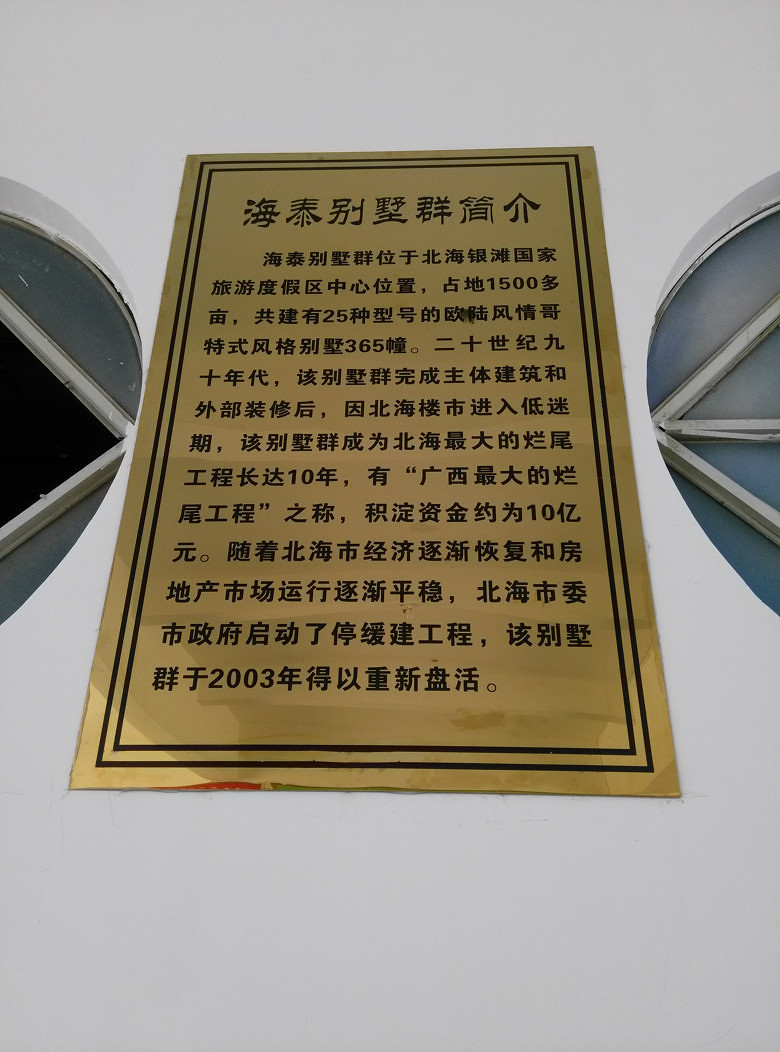 海泰别墅群简介
海泰别墅群位于北海银滩国家
旅游度假区中心位置，占地1500多
亩，共建有25种型号的欧陆风情哥
特式风格别墅365幢。二十世纪九
十年代，该别墅群完成主体建筑和
外部装修后，因北海楼市进入低迷
期，该别墅群成为北海最大的烂尾
工程长达10年，有“广西最大的烂
尾工程”之称，积淀资金约为10亿
元。随着北海市经济逐渐恢复和房
地产市场运行逐渐平稳，北海市委
市政府启动了停缓建工程，该别墅
群于2003年得以重新盘活。